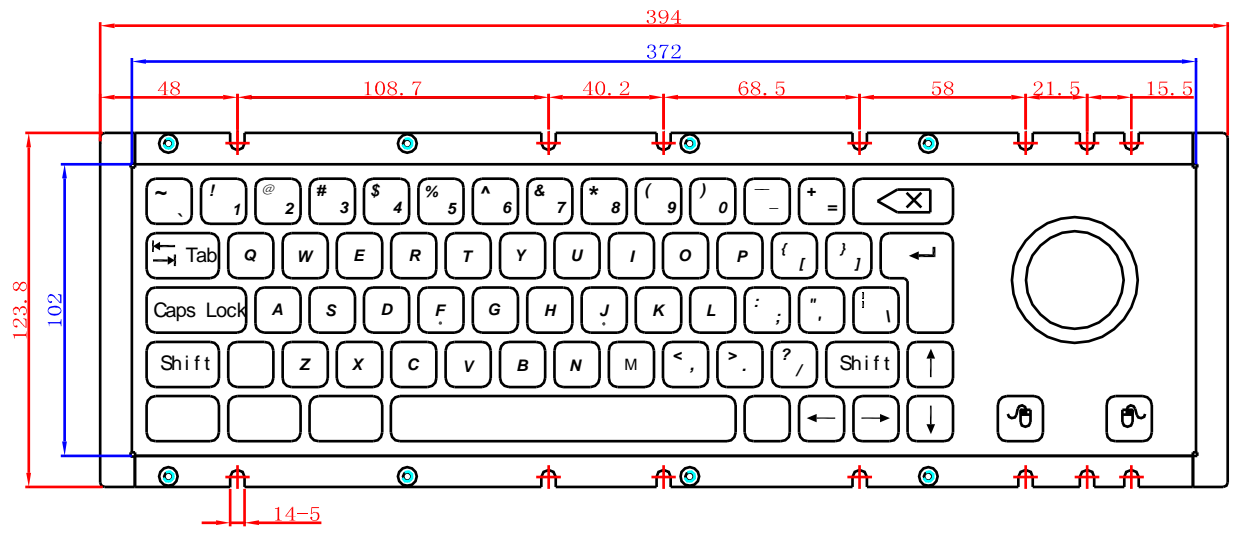 394
372
48 108.7 40.2 68.5 58 21.5 15.5
123.8
102
~ ` ! 1 @ 2 # 3 $ 4 % 5 ^ 6 & 7 * 8 ( 9 ) 0 — – + =
Tab Q W E R T Y U I O P { [ } ]
Caps Lock A S D F G H J K L : ; " ' ¦ \
Shift Z X C V B N M < , > . ? / Shift
14-5